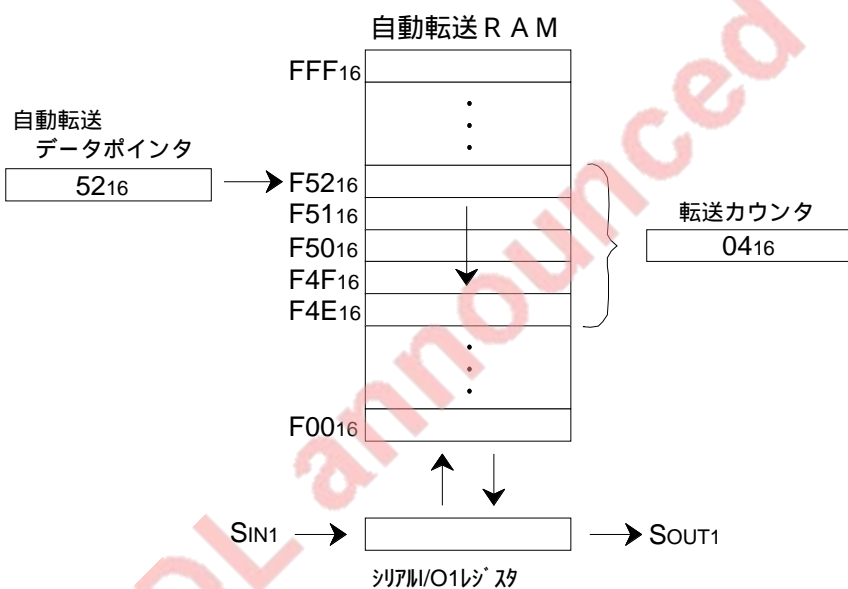 自動転送RAM
FFF16
自動転送
データポインタ
5216
F5216
F5116
F5016
F4F16
F4E16
転送カウンタ
0416
F0016
SIN1
SOUT1
ｼﾘｱﾙI/O1ﾚｼﾞｽﾀ
DL announced